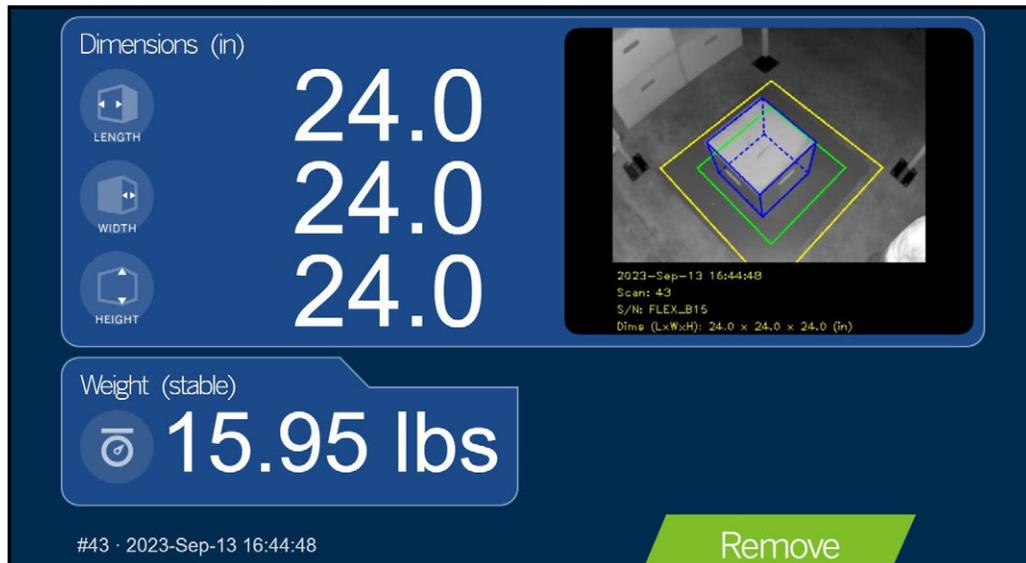 Dimensions (in)
LENGTH
24.0
WIDTH
24.0
HEIGHT
24.0
2023-Sep-13 16:44:48
Scan: 43
S/N: FLEX_B15
Dims (LxWxH): 24.0 x 24.0 x 24.0 (in)
Weight (stable)
15.95 lbs
#43 · 2023-Sep-13 16:44:48
Remove